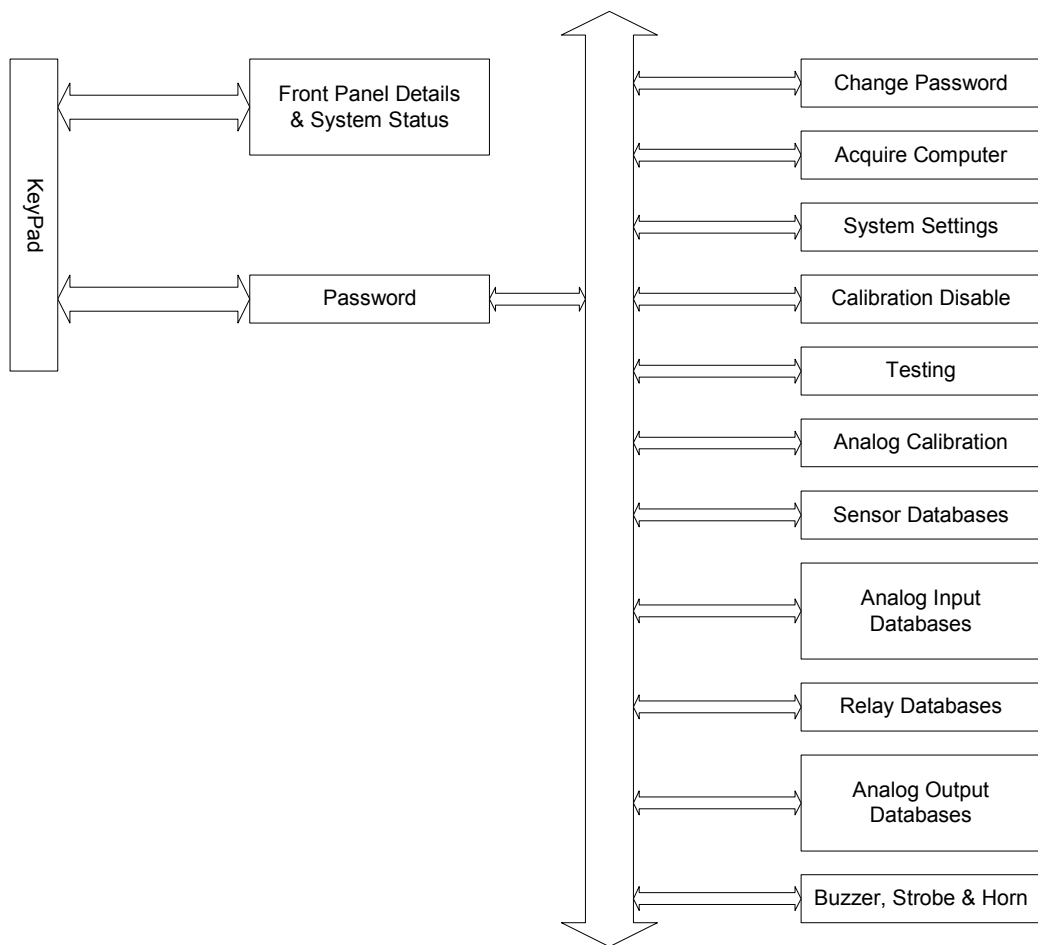 KeyPad
Front Panel Details
& System Status
Password
Change Password
Acquire Computer
System Settings
Calibration Disable
Testing
Analog Calibration
Sensor Databases
Analog Input
Databases
Relay Databases
Analog Output
Databases
Buzzer, Strobe & Horn